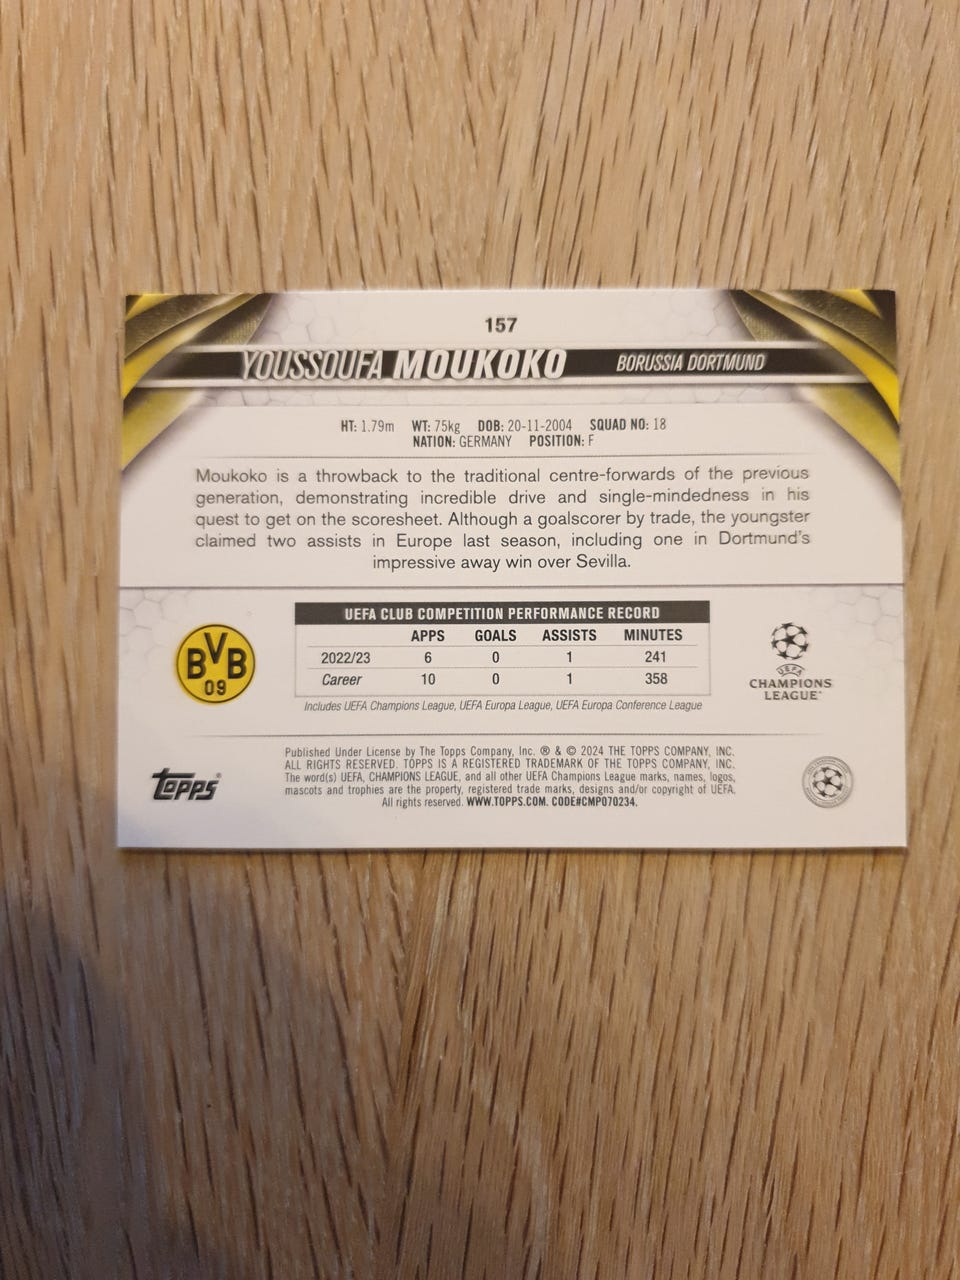 157
YOUSSOUFA MOUKOKO BORUSSIA DORTMUND
HT: 1.79m WT: 75kg DOB: 20-11-2004 SQUAD NO: 18
NATION: GERMANY POSITION: F
Moukoko is a throwback to the traditional centre-forwards of the previous
generation, demonstrating incredible drive and single-mindedness in his
quest to get on the scoresheet. Although a goalscorer by trade, the youngster
claimed two assists in Europe last season, including one in Dortmund's
impressive away win over Sevilla.
BVB
09
UEFA CLUB COMPETITION PERFORMANCE RECORD
APPS GOALS ASSISTS MINUTES
2022/23 6 0 1 241
Career 10 0 1 358
Includes UEFA Champions League, UEFA Europa League, UEFA Europa Conference League
UEFA
CHAMPIONS
LEAGUE
Topps®
Published Under License by The Topps Company, Inc. ® & © 2024 THE TOPPS COMPANY, INC.
ALL RIGHTS RESERVED. TOPPS IS A REGISTERED TRADEMARK OF THE TOPPS COMPANY, INC.
The word(s) UEFA, CHAMPIONS LEAGUE, and all other UEFA Champions League marks, names, logos,
mascots and trophies are the property, registered trade marks, designs and/or copyright of UEFA.
All rights reserved. WWW.TOPPS.COM. CODE#CMP070234.